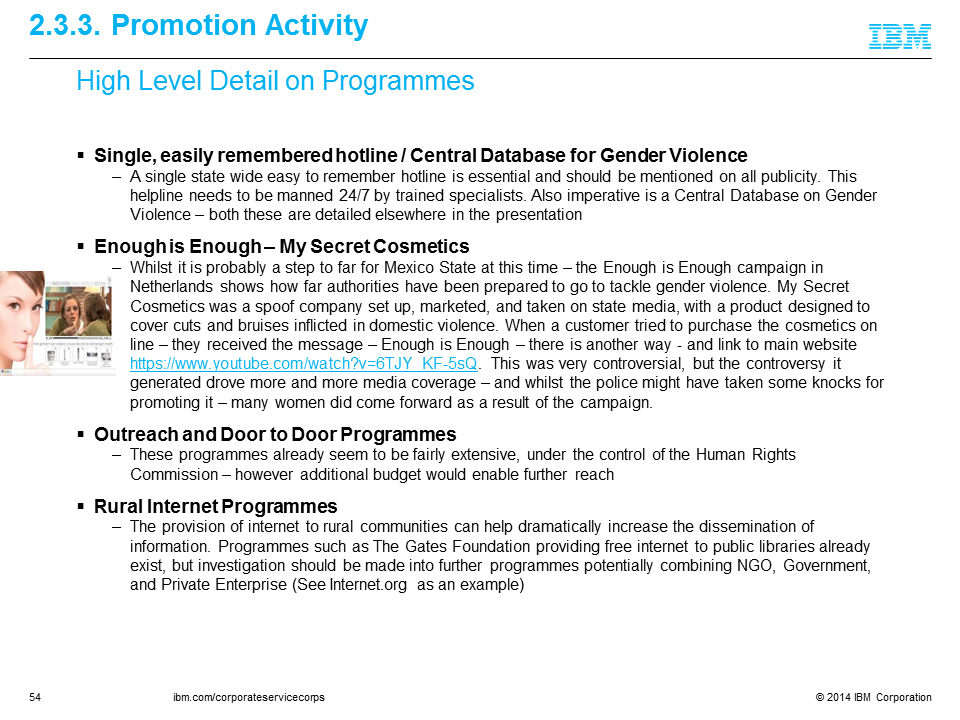 2.3.3. Promotion Activity
IBM
High Level Detail on Programmes
▪ Single, easily remembered hotline / Central Database for Gender Violence
– A single state wide easy to remember hotline is essential and should be mentioned on all publicity. This
helpline needs to be manned 24/7 by trained specialists. Also imperative is a Central Database on Gender
Violence – both these are detailed elsewhere in the presentation
▪ Enough is Enough – My Secret Cosmetics
– Whilst it is probably a step to far for Mexico State at this time – the Enough is Enough campaign in
Netherlands shows how far authorities have been prepared to go to tackle gender violence. My Secret
Cosmetics was a spoof company set up, marketed, and taken on state media, with a product designed to
cover cuts and bruises inflicted in domestic violence. When a customer tried to purchase the cosmetics on
line – they received the message – Enough is Enough – there is another way - and link to main website
https://www.youtube.com/watch?v=6TJY_KF-5sQ. This was very controversial, but the controversy it
generated drove more and more media coverage – and whilst the police might have taken some knocks for
promoting it – many women did come forward as a result of the campaign.
▪ Outreach and Door to Door Programmes
– These programmes already seem to be fairly extensive, under the control of the Human Rights
Commission – however additional budget would enable further reach
▪ Rural Internet Programmes
– The provision of internet to rural communities can help dramatically increase the dissemination of
information. Programmes such as The Gates Foundation providing free internet to public libraries already
exist, but investigation should be made into further programmes potentially combining NGO, Government,
and Private Enterprise (See Internet.org as an example)
54
ibm.com/corporateservicecorps
© 2014 IBM Corporation